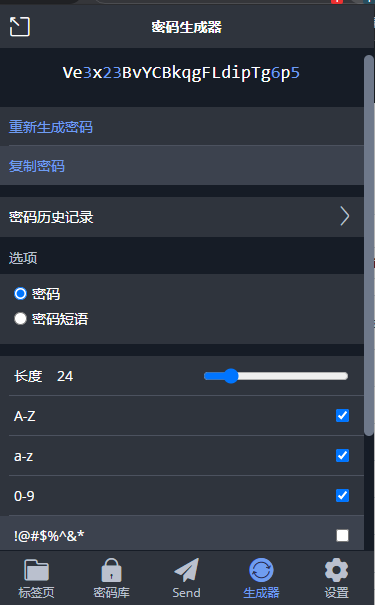 密码生成器
Ve3x23BvYCBkqgFLdipTg6p5
重新生成密码
复制密码
密码历史记录
选项
密码
密码短语
长度 24
A-Z
a-z
0-9
!@#$%^&*
标签页 密码库 Send 生成器 设置